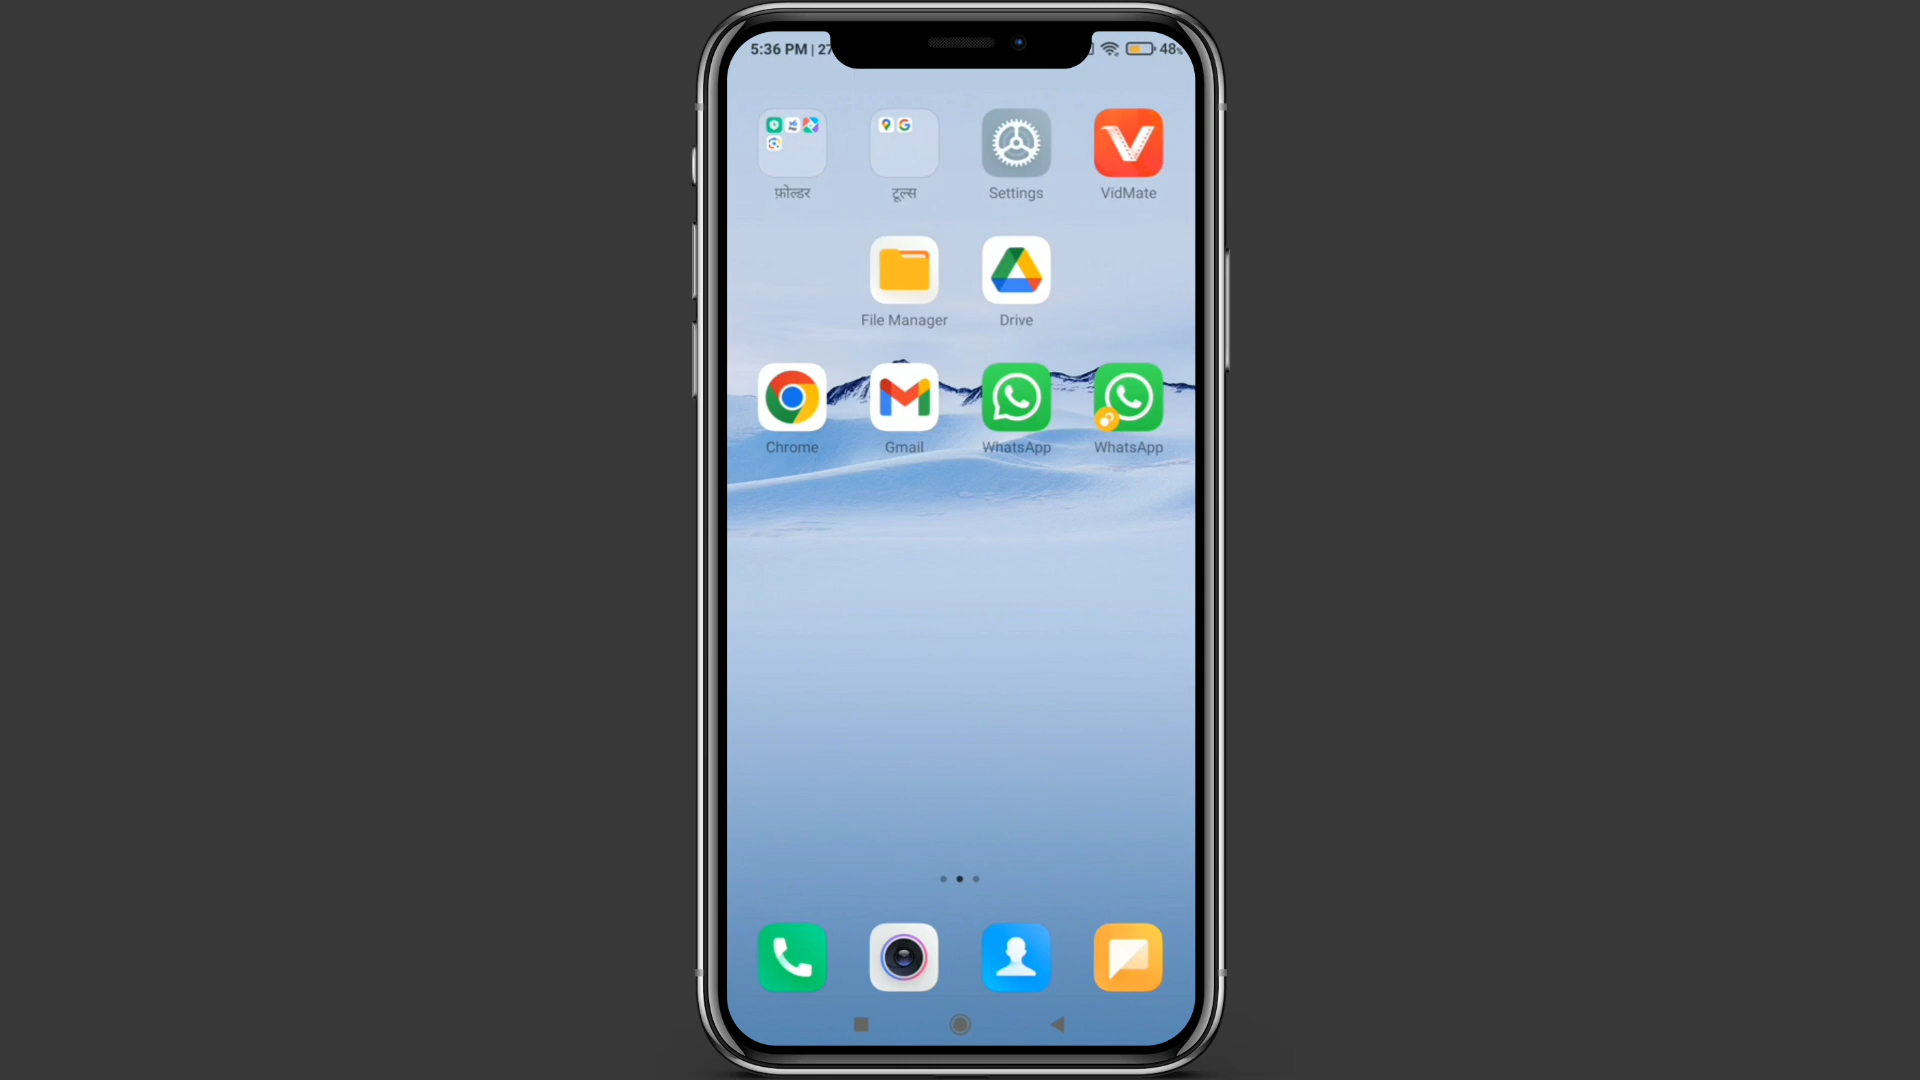 5:36 PM | 27
48%
फ़ोल्डर
टूल्स
Settings
VidMate
File Manager
Drive
Chrome
Gmail
WhatsApp
WhatsApp